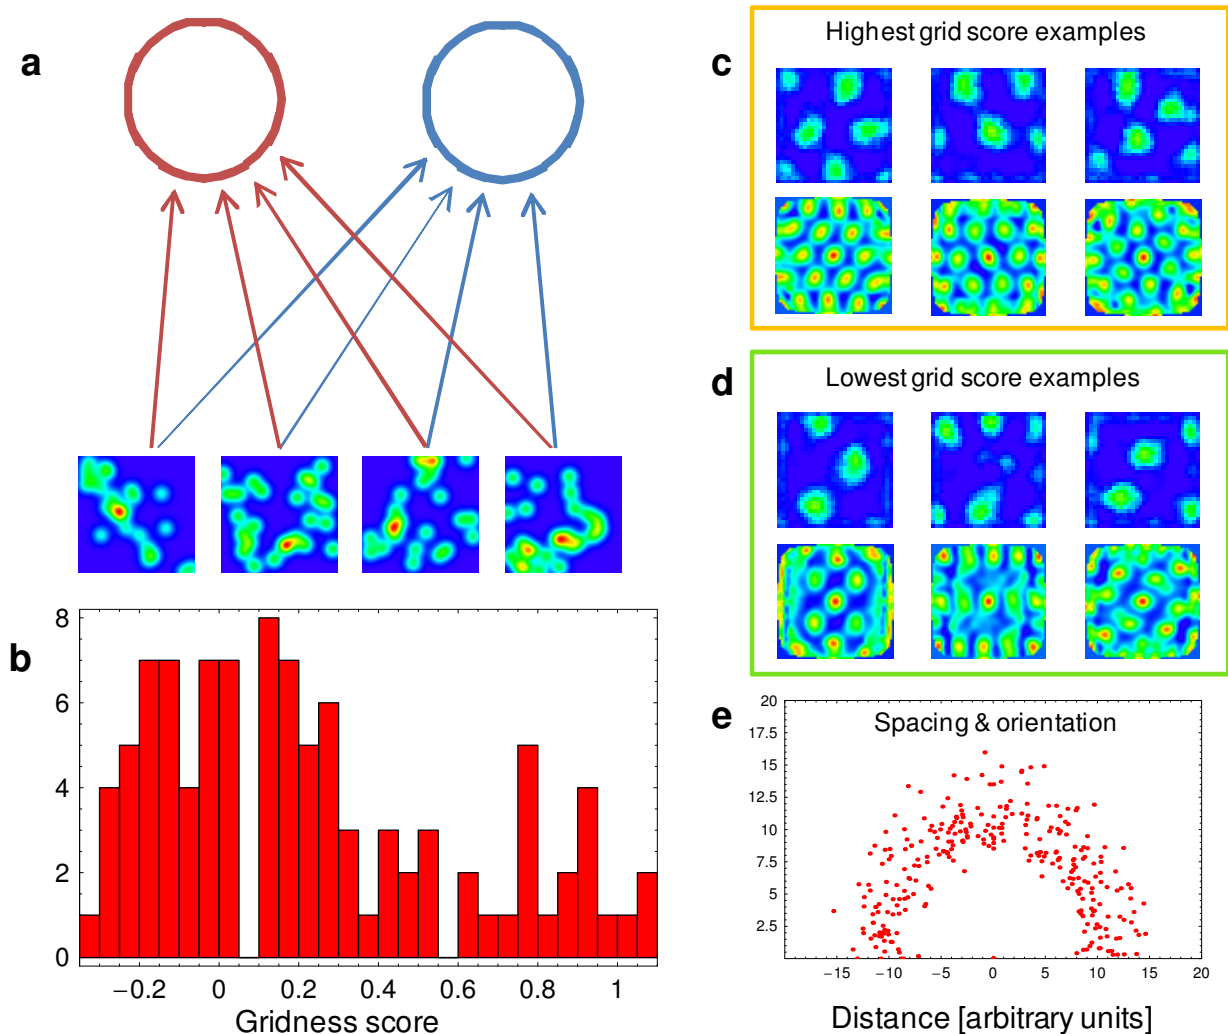 a
b
8
6
4
2
0
−0.2
0
0.2
0.4
0.6
0.8
1
Gridness score
c
Highest grid score examples
d
Lowest grid score examples
e
Spacing & orientation
20
17.5
15
12.5
10
7.5
5
2.5
−15
−10
−5
0
5
10
15
20
Distance [arbitrary units]